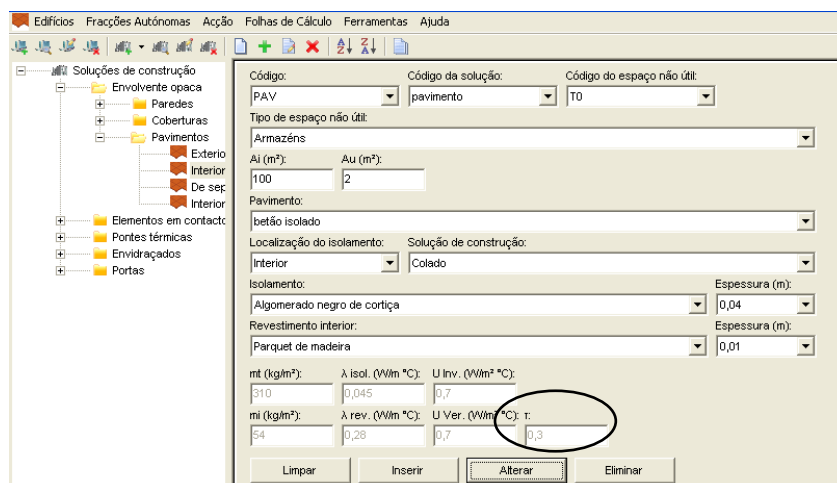 Edifícios Fracções Autónomas Acção Folhas de Cálculo Ferramentas Ajuda
Soluções de construção
Envolvente opaca
Paredes
Coberturas
Pavimentos
Exterio
Interior
De sep
Interior
Elementos em contacto
Pontes térmicas
Envidraçados
Portas
Código: Código da solução: Código do espaço não útil:
PAV pavimento T0
Tipo de espaço não útil:
Armazéns
Ai (m²): Au (m²):
100 2
Pavimento:
betão isolado
Localização do isolamento: Solução de construção:
Interior Colado
Isolamento: Espessura (m):
Algomerado negro de cortiça 0,04
Revestimento interior: Espessura (m):
Parquet de madeira 0,01
mt (kg/m²): λ isol. (W/m °C): U Inv. (W/m² °C):
310 0,045 0,7
mi (kg/m²): λ rev. (W/m °C): U Ver. (W/m² °C): τ:
54 0,28 0,7 0,3
Limpar Inserir Alterar Eliminar